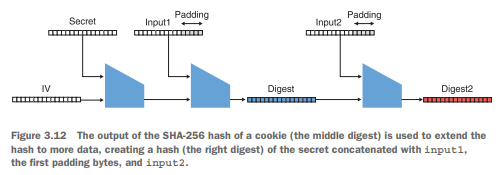 Secret
Input1
Padding
Input2
Padding
IV
Digest
Digest2
Figure 3.12 The output of the SHA-256 hash of a cookie (the middle digest) is used to extend the
hash to more data, creating a hash (the right digest) of the secret concatenated with input1,
the first padding bytes, and input2.